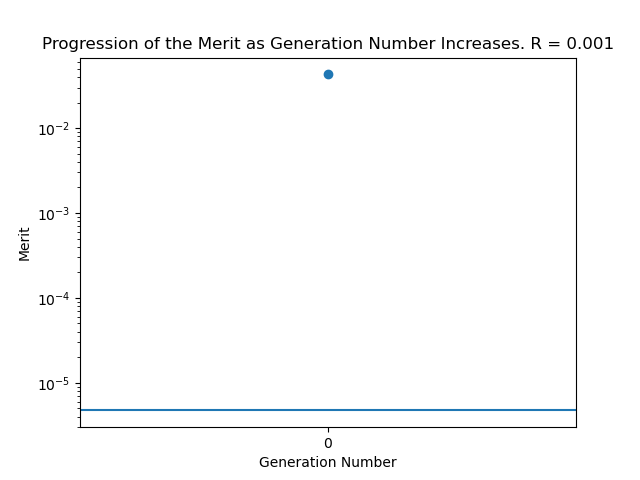 Progression of the Merit as Generation Number Increases. R = 0.001
Merit
10⁻²
10⁻³
10⁻⁴
10⁻⁵
0
Generation Number